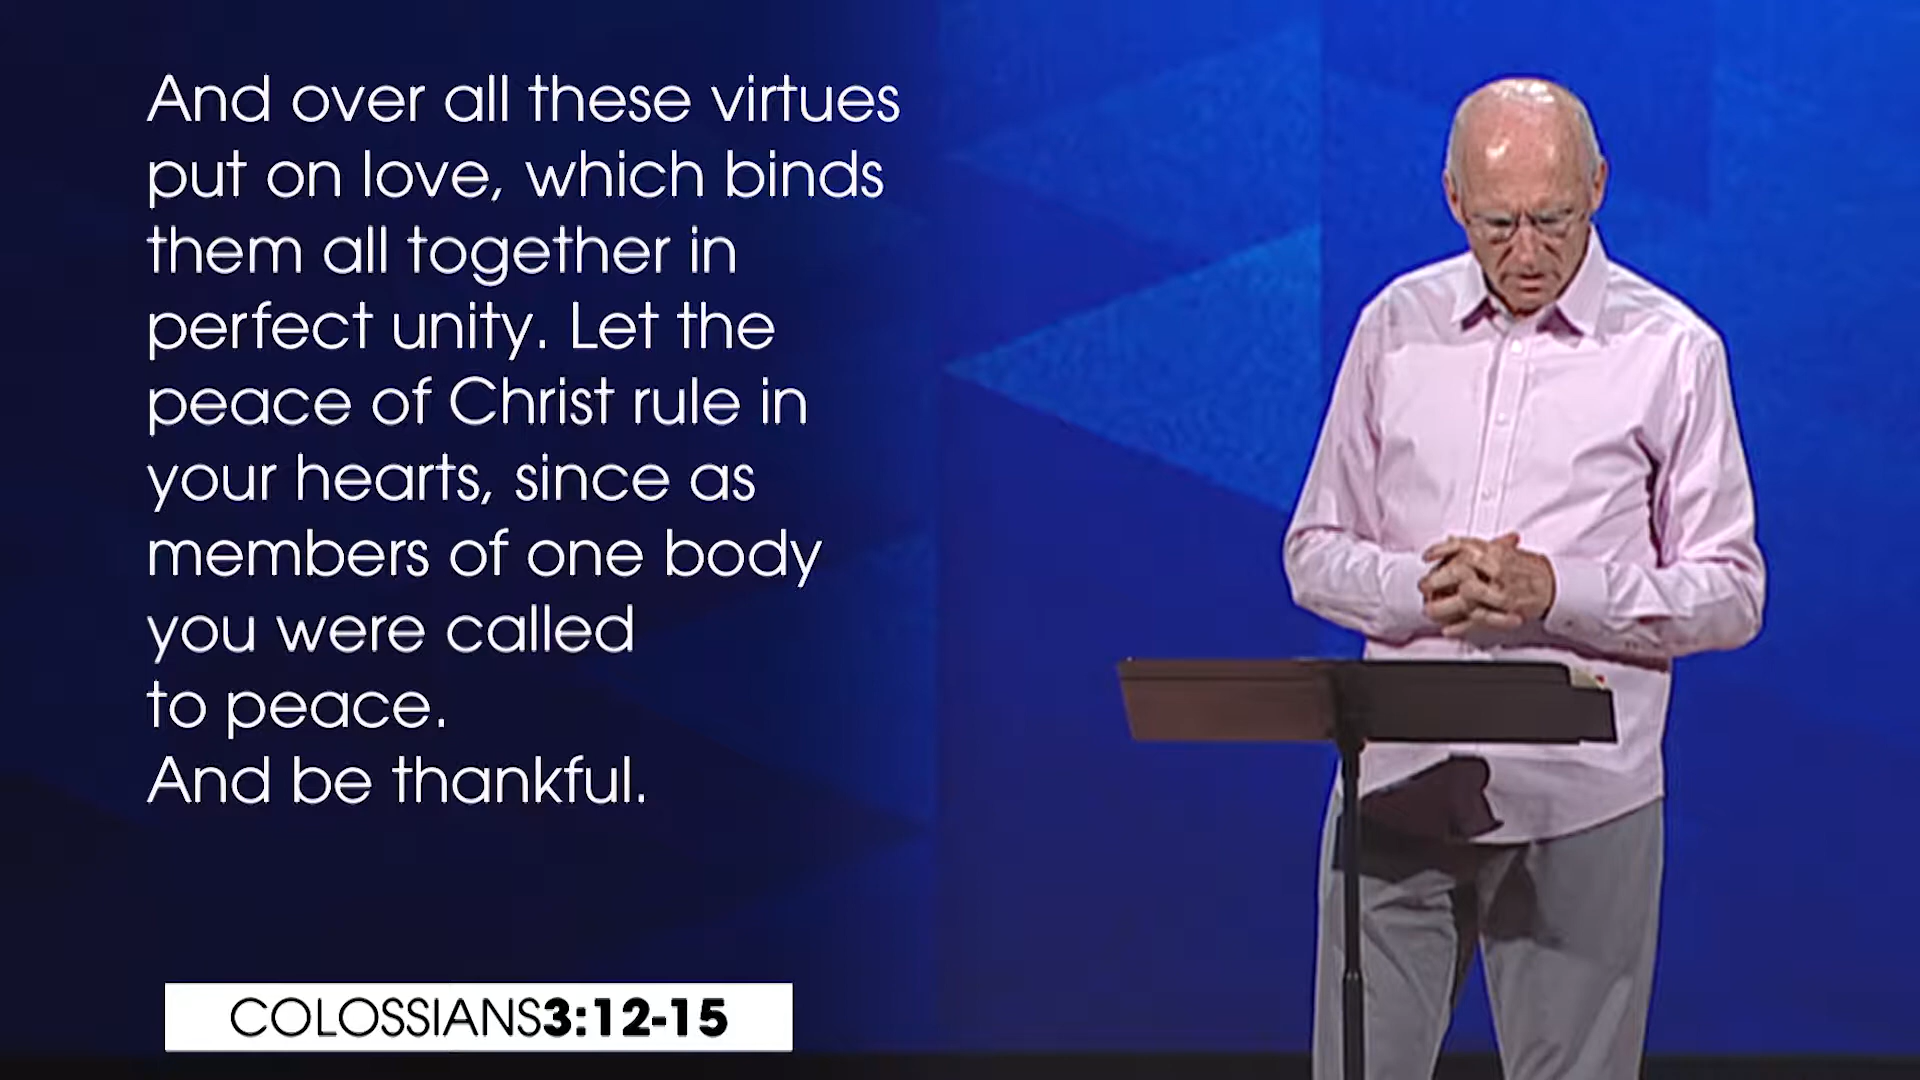 And over all these virtues
put on love, which binds
them all together in
perfect unity. Let the
peace of Christ rule in
your hearts, since as
members of one body
you were called
to peace.
And be thankful.
COLOSSIANS3:12-15